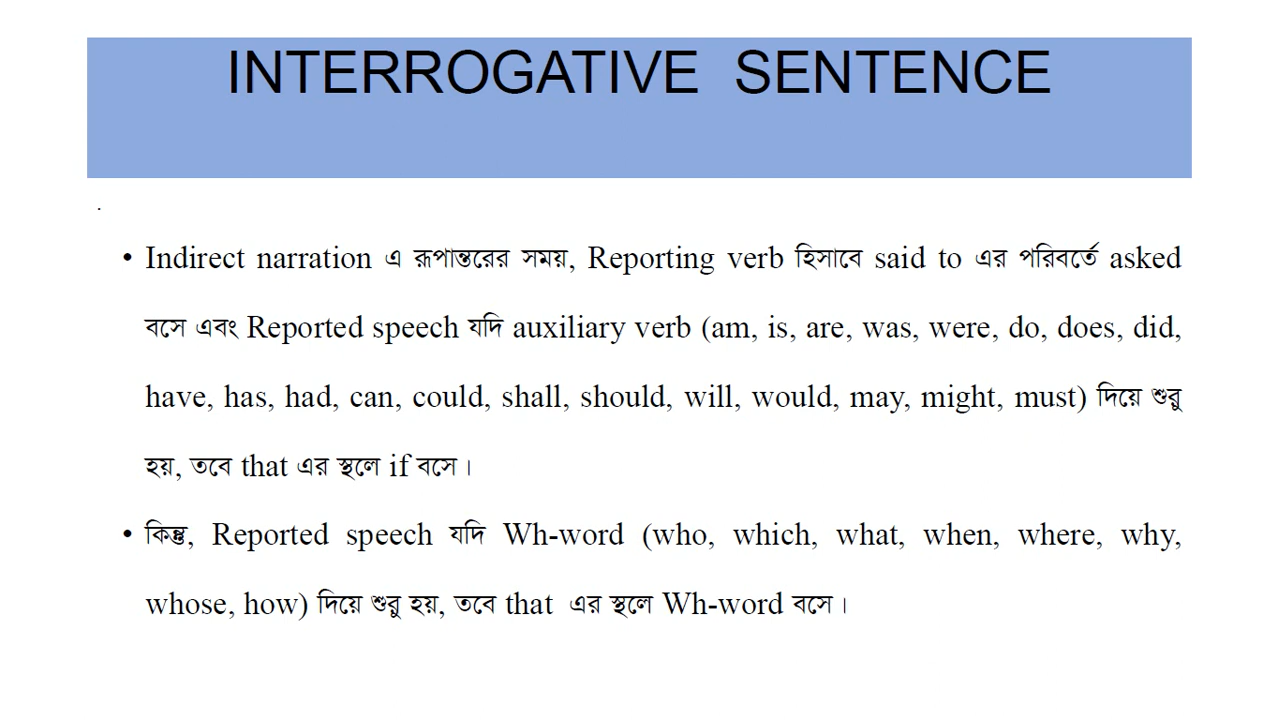 INTERROGATIVE SENTENCE
.
• Indirect narration এ রূপান্তরের সময়, Reporting verb হিসাবে said to এর পরিবর্তে asked
বসে এবং Reported speech যদি auxiliary verb (am, is, are, was, were, do, does, did,
have, has, had, can, could, shall, should, will, would, may, might, must) দিয়ে শুরু
হয়, তবে that এর স্থলে if বসে।
• কিন্তু, Reported speech যদি Wh-word (who, which, what, when, where, why,
whose, how) দিয়ে শুরু হয়, তবে that এর স্থলে Wh-word বসে।